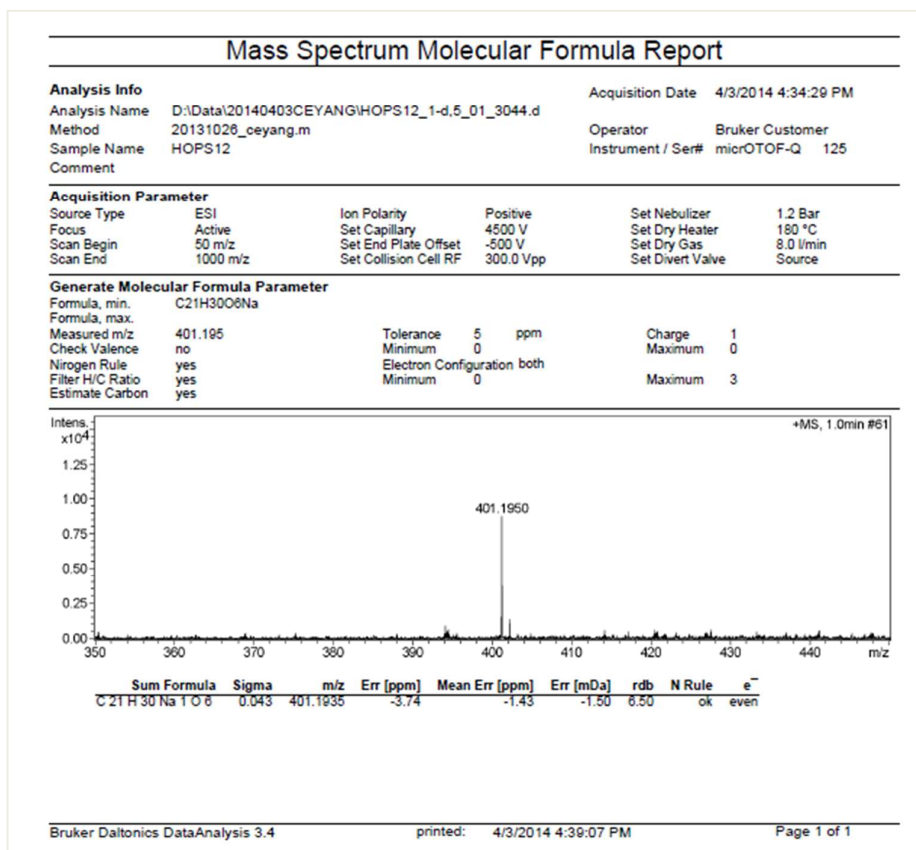 Mass Spectrum Molecular Formula Report
Analysis Info
Acquisition Date 4/3/2014 4:34:29 PM
Analysis Name D:\Data\20140403CEYANG\HOPS12_1-d,5_01_3044.d
Method 20131026_ceyang.m Operator Bruker Customer
Sample Name HOPS12 Instrument / Ser# micrOTOF-Q 125
Comment
Acquisition Parameter
Source Type ESI Ion Polarity Positive Set Nebulizer 1.2 Bar
Focus Active Set Capillary 4500 V Set Dry Heater 180 °C
Scan Begin 50 m/z Set End Plate Offset -500 V Set Dry Gas 8.0 l/min
Scan End 1000 m/z Set Collision Cell RF 300.0 Vpp Set Divert Valve Source
Generate Molecular Formula Parameter
Formula, min. C21H30O6Na
Formula, max.
Measured m/z 401.195 Tolerance 5 ppm Charge 1
Check Valence no Minimum 0 Maximum 0
Nirogen Rule yes Electron Configuration both
Filter H/C Ratio yes Minimum 0 Maximum 3
Estimate Carbon yes
Intens. +MS, 1.0min #61
x10⁴
1.25
1.00
401.1950
0.75
0.50
0.25
0.00
350 360 370 380 390 400 410 420 430 440 m/z
Sum Formula Sigma m/z Err [ppm] Mean Err [ppm] Err [mDa] rdb N Rule e⁻
C 21 H 30 Na 1 O 6 0.043 401.1935 -3.74 -1.43 -1.50 6.50 ok even
Bruker Daltonics DataAnalysis 3.4 printed: 4/3/2014 4:39:07 PM Page 1 of 1